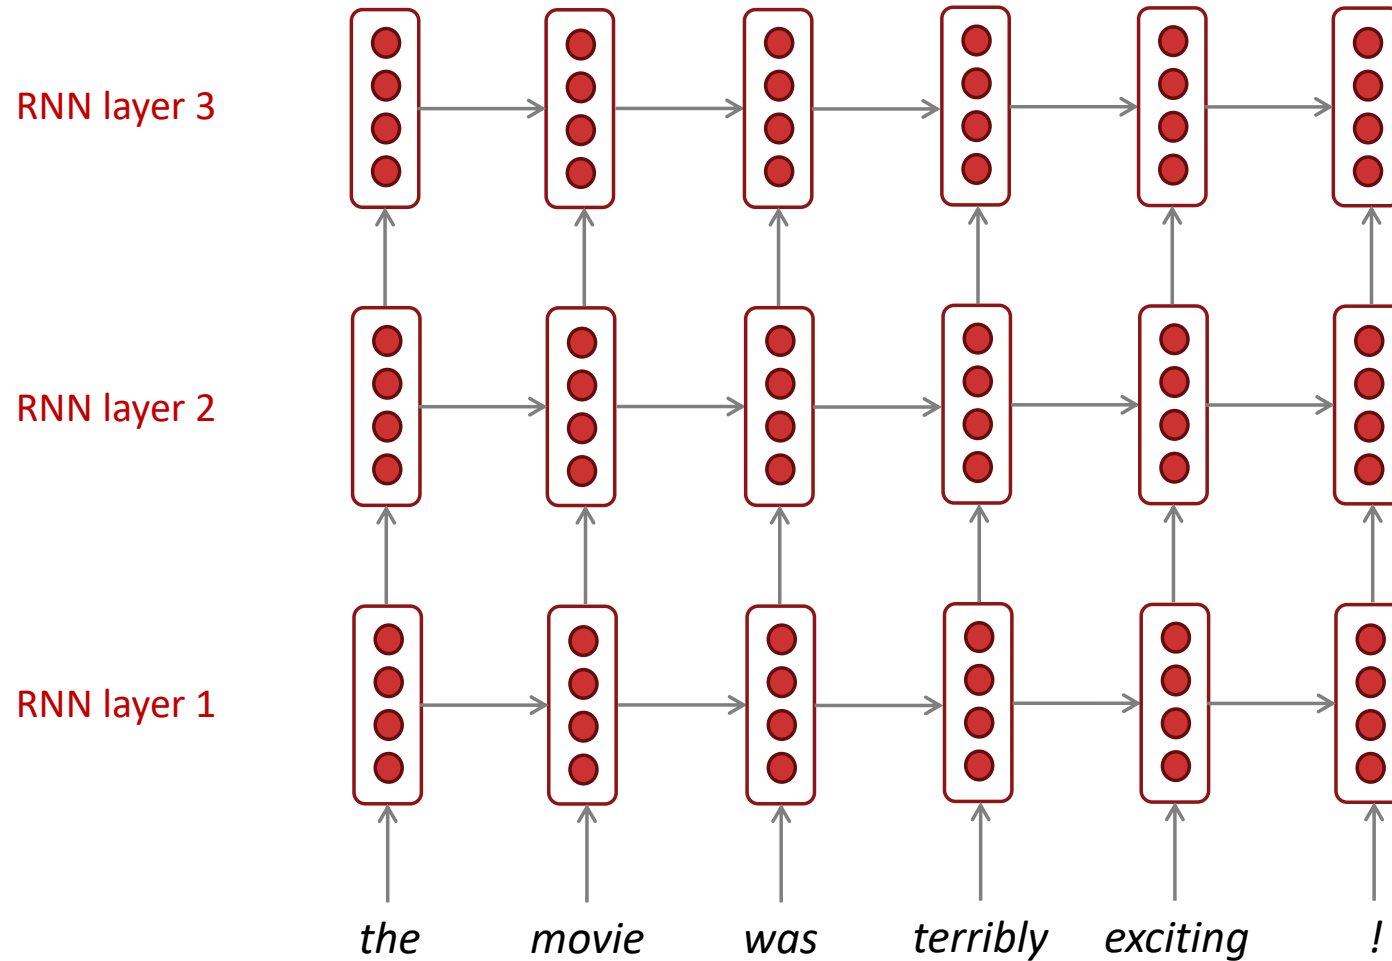 RNN layer 3
RNN layer 2
RNN layer 1
the movie was terribly exciting !